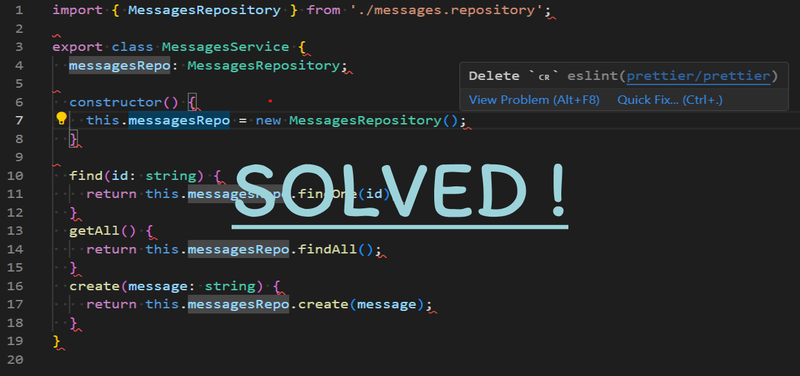 1 import { MessagesRepository } from './messages.repository';
2
3 export class MessagesService {
4 messagesRepo: MessagesRepository;
5
6 constructor() {
7 this.messagesRepo = new MessagesRepository();
8 }
9
10 find(id: string) {
11 return this.messagesRepo.findOne(id)
12 }
13 getAll() {
14 return this.messagesRepo.findAll();
15 }
16 create(message: string) {
17 return this.messagesRepo.create(message);
18 }
19 }
20
Delete `CR` eslint(prettier/prettier)
View Problem (Alt+F8) Quick Fix... (Ctrl+.)
SOLVED !